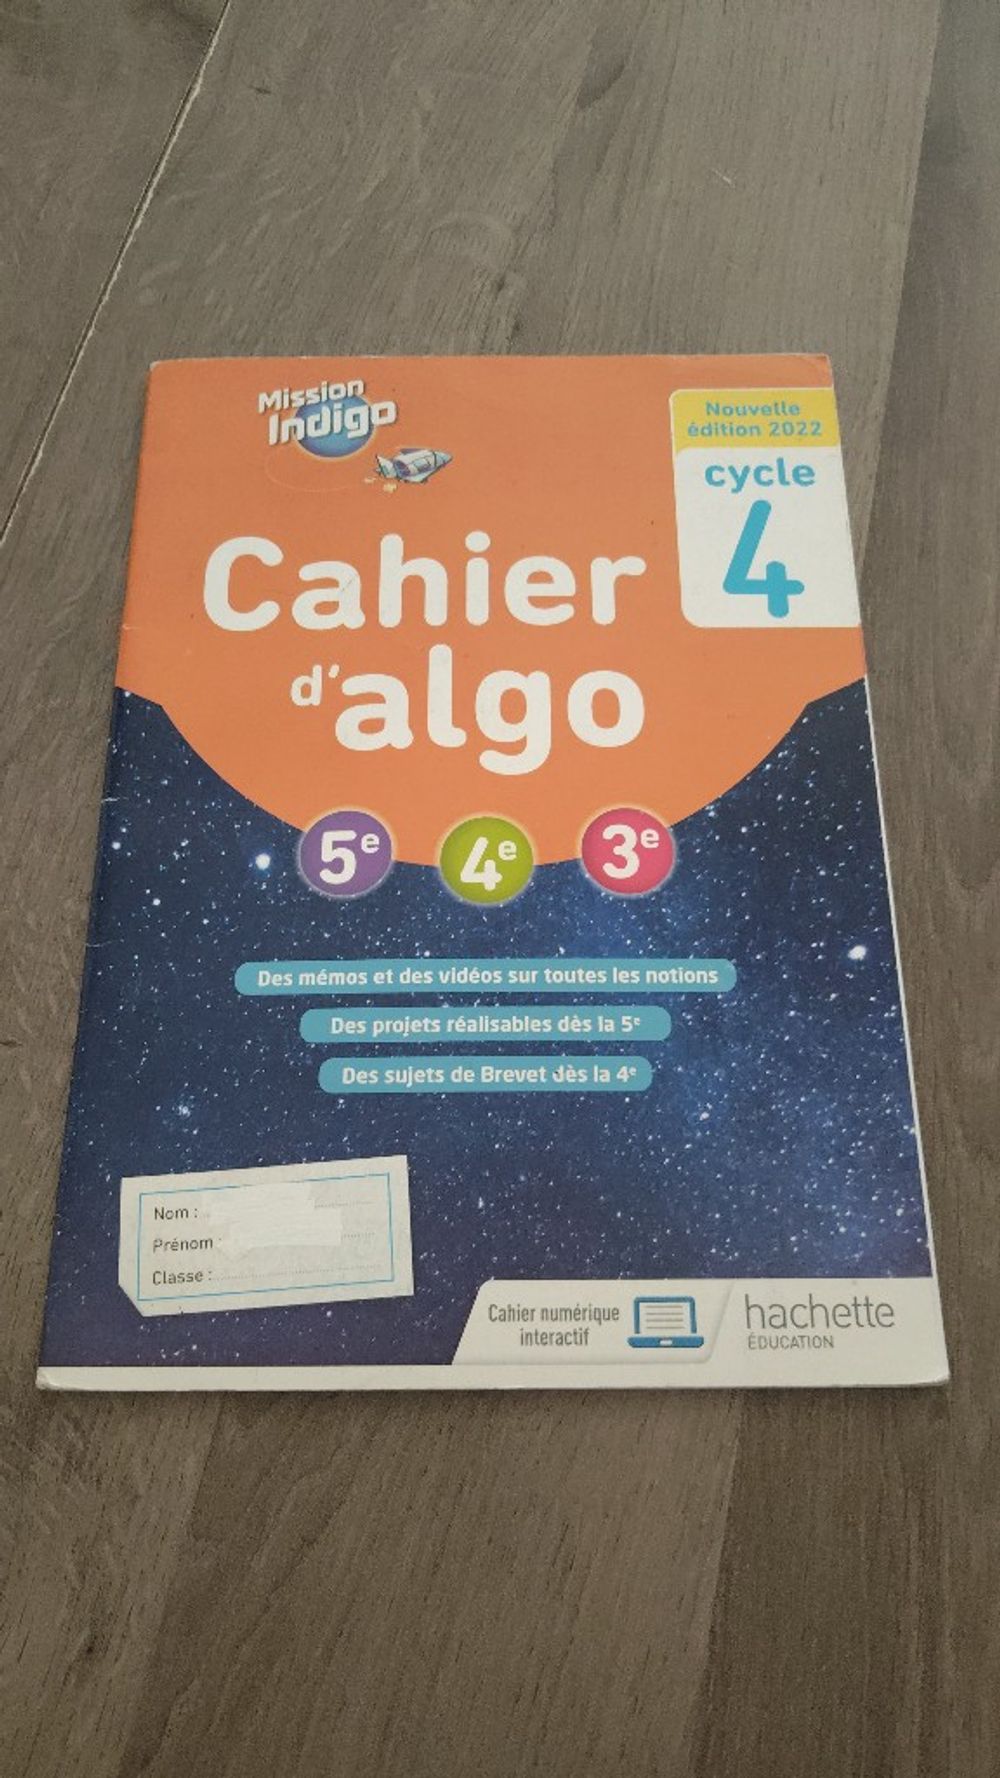 Mission
Indigo
Nouvelle
édition 2022
cycle
4
Cahier
d'algo
5e
4e
3e
Des mémos et des vidéos sur toutes les notions
Des projets réalisables dès la 5e
Des sujets de Brevet dès la 4e
Nom :
Prénom :
Classe :
Cahier numérique
interactif
hachette
ÉDUCATION